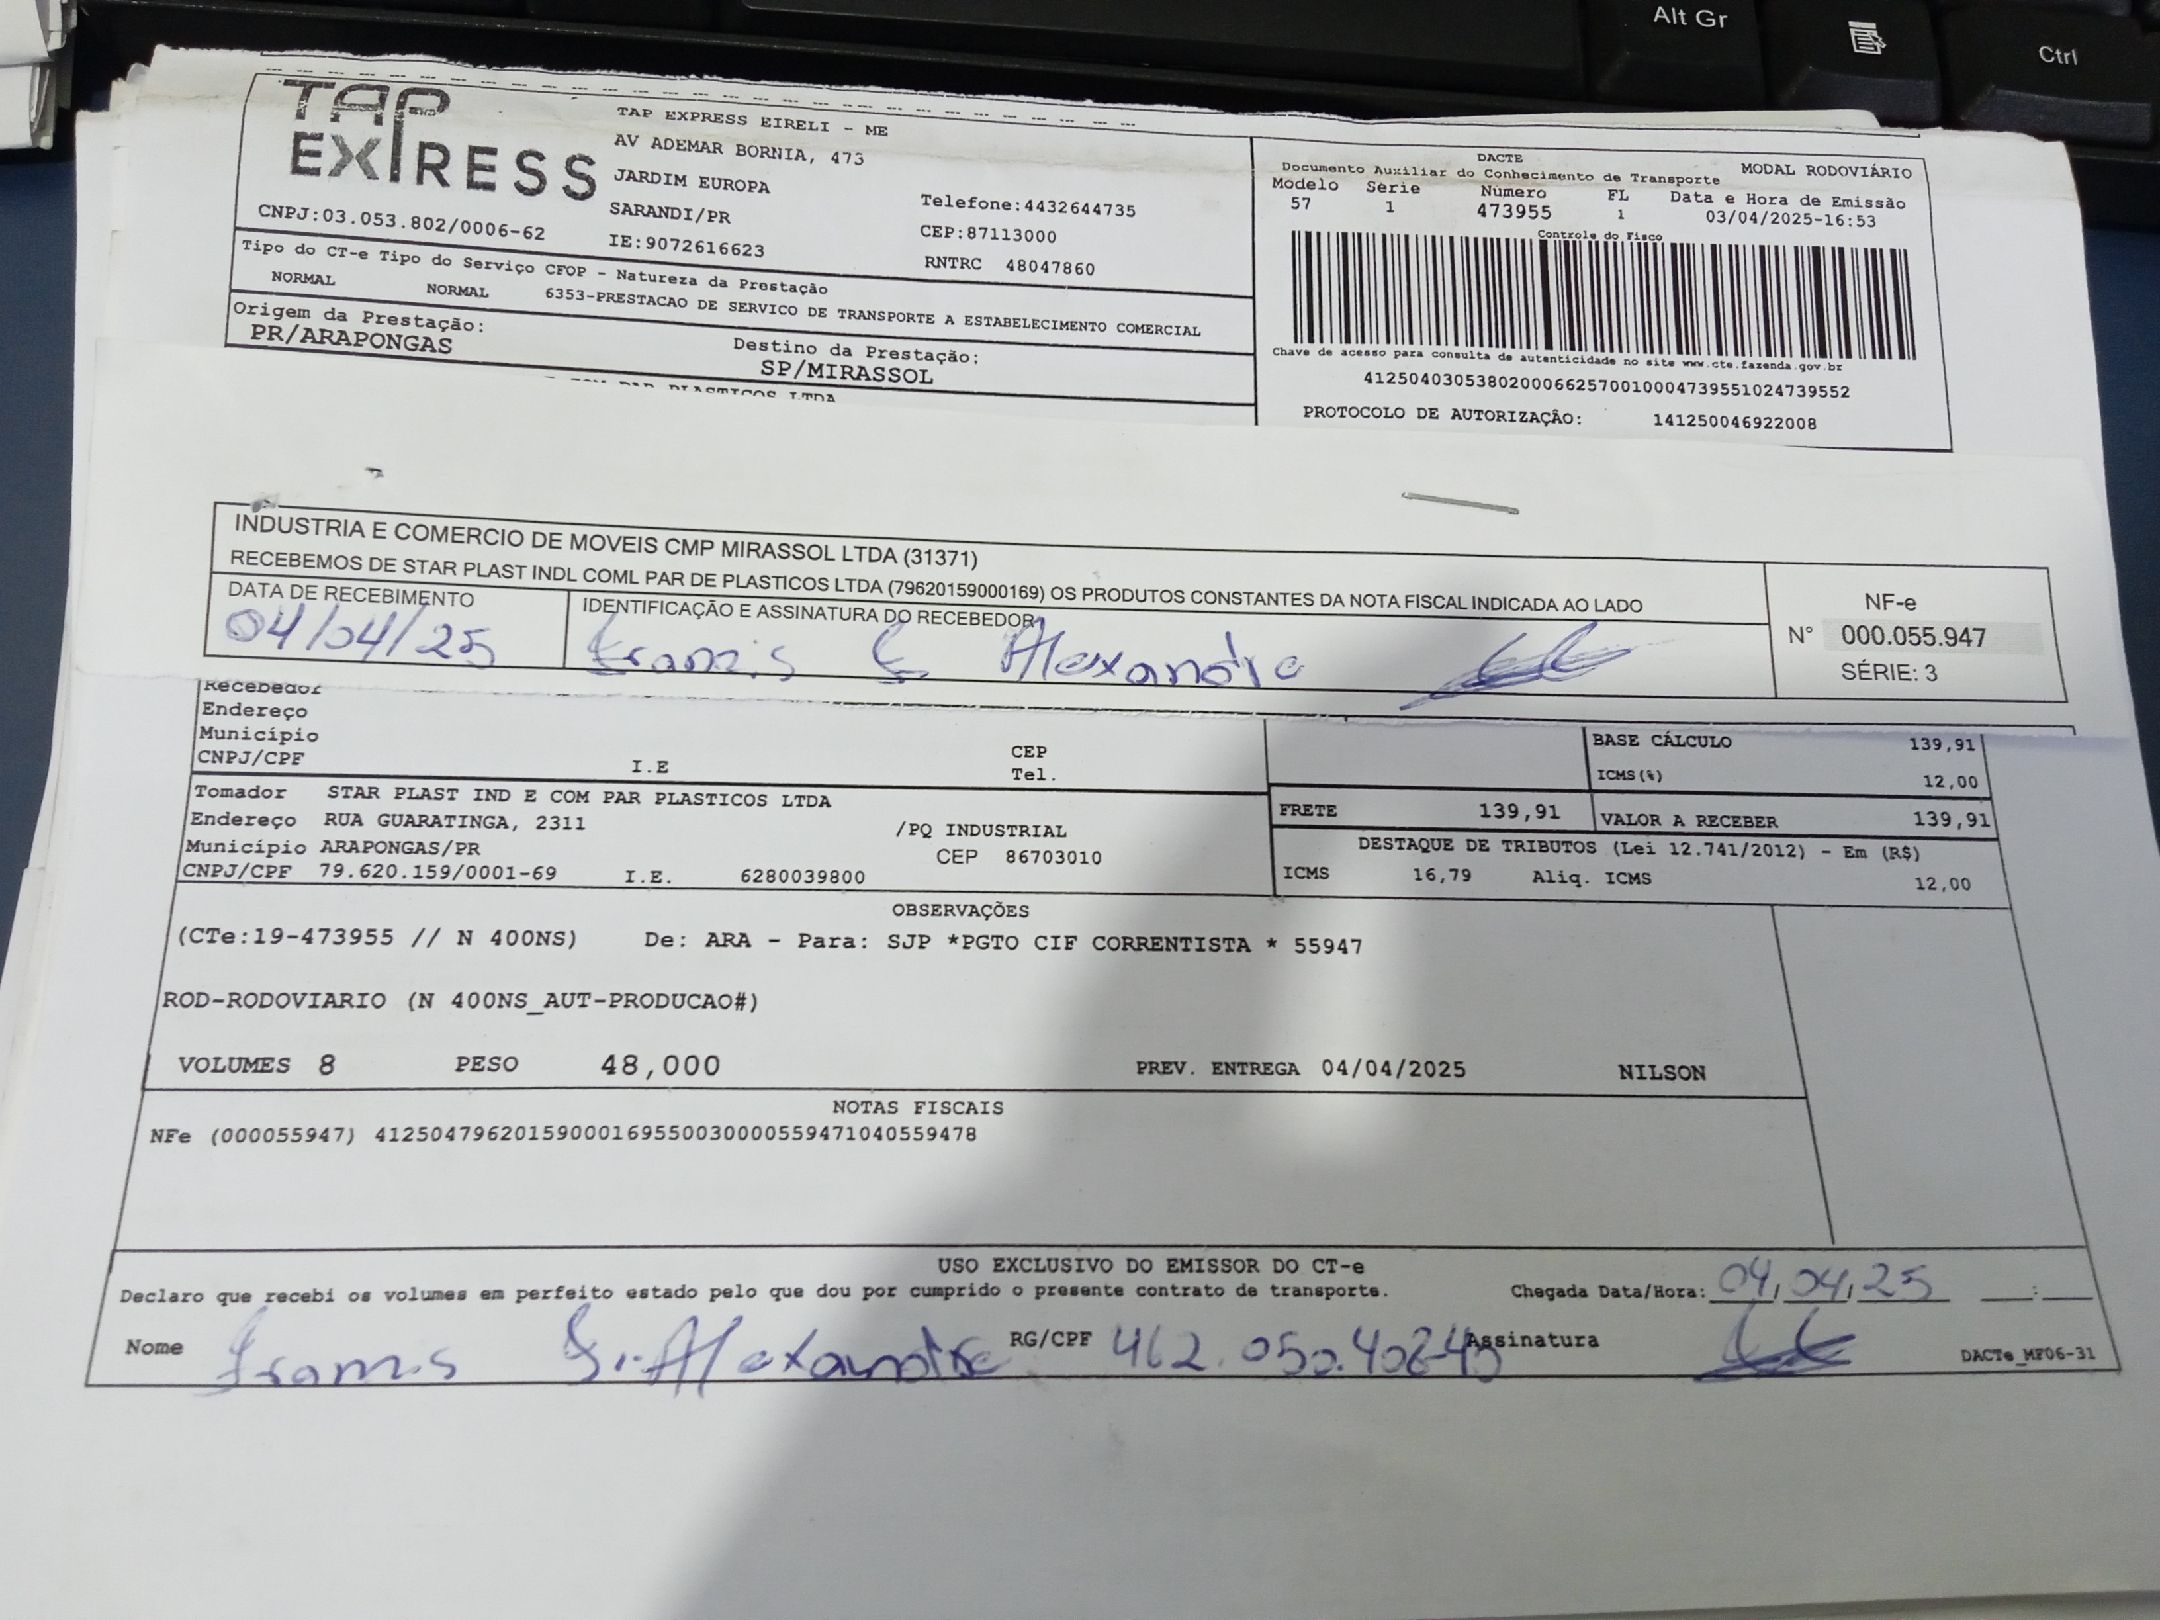 Alt Gr
Ctrl
TAP EXPRESS
TAP EXPRESS EIRELI - ME
AV ADEMAR BORNIA, 473
JARDIM EUROPA
SARANDI/PR
IE:9072616623
Telefone:4432644735
CEP:87113000
RNTRC 48047860
CNPJ:03.053.802/0006-62
Tipo do CT-e Tipo do Serviço CFOP - Natureza da Prestação
NORMAL NORMAL 6353-PRESTACAO DE SERVICO DE TRANSPORTE A ESTABELECIMENTO COMERCIAL
Origem da Prestação:
PR/ARAPONGAS
Destino da Prestação:
SP/MIRASSOL
DACTE
Documento Auxiliar do Conhecimento de Transporte
MODAL RODOVIÁRIO
Modelo Série Número FL Data e Hora de Emissão
57 1 473955 1 03/04/2025-16:53
Controle do Fisco
Chave de acesso para consulta de autenticidade no site www.cte.fazenda.gov.br
41250403053802000662570010004739551024739552
PROTOCOLO DE AUTORIZAÇÃO: 141250046922008
COM PAR PLASTICOS LTDA
INDUSTRIA E COMERCIO DE MOVEIS CMP MIRASSOL LTDA (31371)
RECEBEMOS DE STAR PLAST INDL COML PAR DE PLASTICOS LTDA (79620159000169) OS PRODUTOS CONSTANTES DA NOTA FISCAL INDICADA AO LADO
DATA DE RECEBIMENTO
04/04/25
IDENTIFICAÇÃO E ASSINATURA DO RECEBEDOR
Alexandre
NF-e
N° 000.055.947
SÉRIE: 3
Recebedor
Endereço
Município
CNPJ/CPF I.E
CEP
Tel.
BASE CÁLCULO 139,91
ICMS(%) 12,00
Tomador STAR PLAST IND E COM PAR PLASTICOS LTDA
Endereço RUA GUARATINGA, 2311 /PQ INDUSTRIAL
Município ARAPONGAS/PR CEP 86703010
CNPJ/CPF 79.620.159/0001-69 I.E. 6280039800
FRETE 139,91 VALOR A RECEBER 139,91
DESTAQUE DE TRIBUTOS (Lei 12.741/2012) - Em (R$)
ICMS 16,79 Aliq. ICMS 12,00
OBSERVAÇÕES
(CTe:19-473955 // N 400NS) De: ARA - Para: SJP *PGTO CIF CORRENTISTA * 55947
ROD-RODOVIARIO (N 400NS_AUT-PRODUCAO#)
VOLUMES 8 PESO 48,000 PREV. ENTREGA 04/04/2025 NILSON
NOTAS FISCAIS
NFe (000055947) 41250479620159000169550030000559471040559478
USO EXCLUSIVO DO EMISSOR DO CT-e
Declaro que recebi os volumes em perfeito estado pelo que dou por cumprido o presente contrato de transporte. Chegada Data/Hora: 04/04/25 __:__
Nome Alexandre RG/CPF Assinatura
DACTe_MF06-31